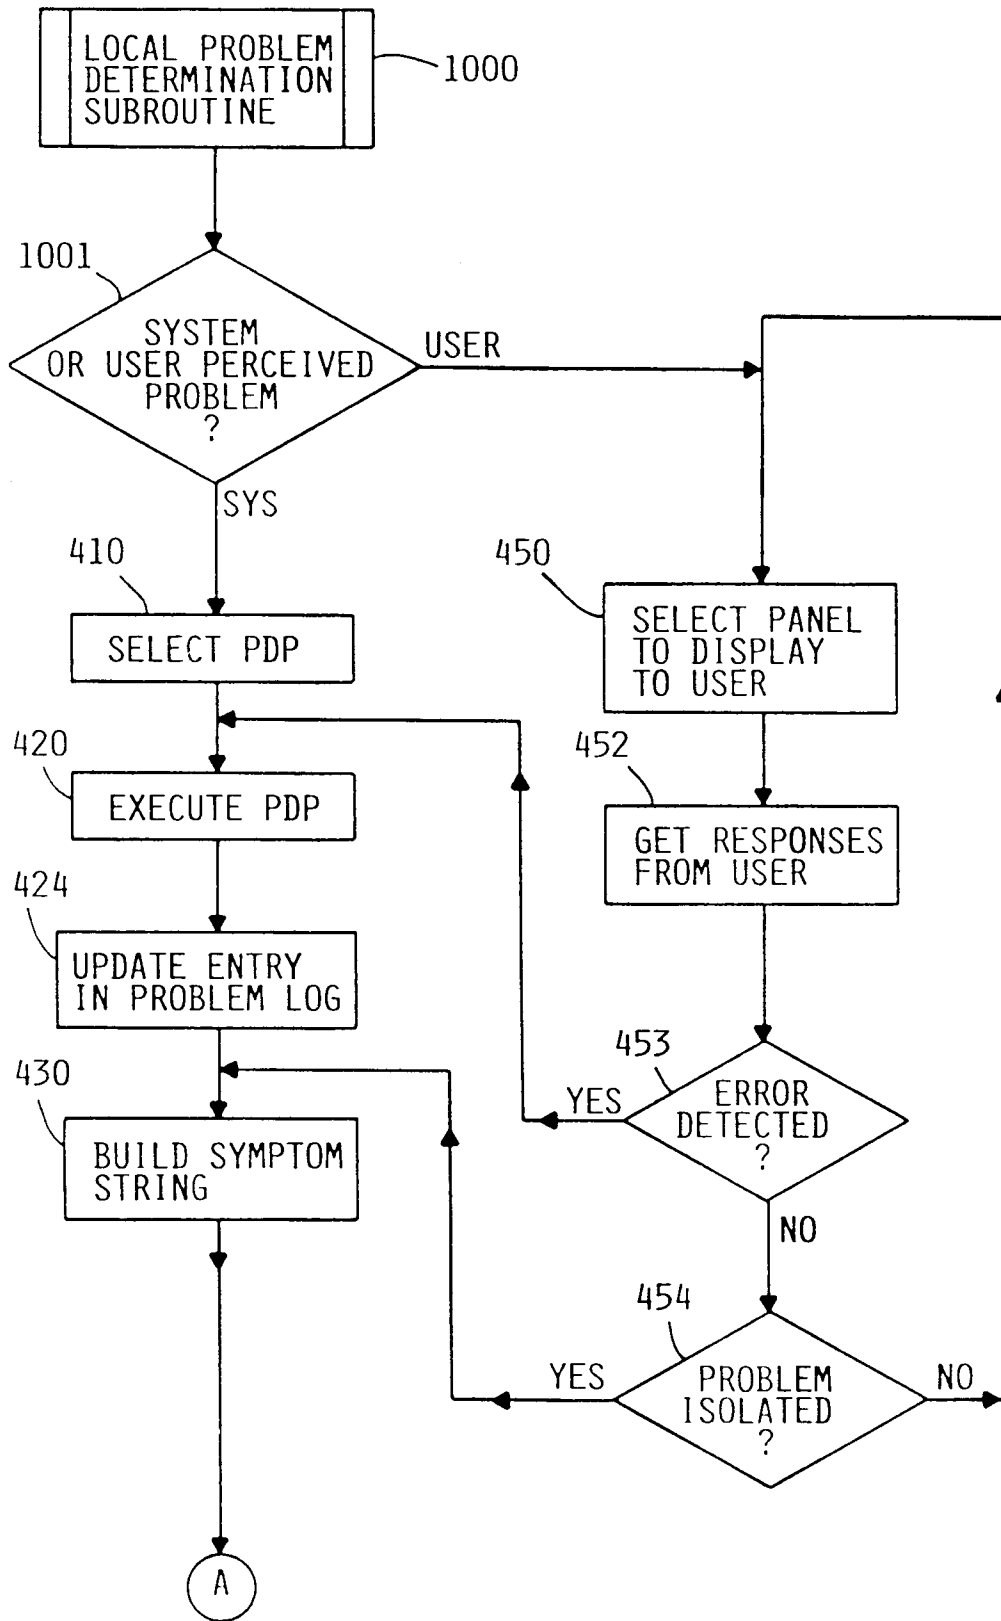 LOCAL PROBLEM
DETERMINATION
SUBROUTINE
1000
1001
SYSTEM
OR USER PERCEIVED
PROBLEM
?
USER
SYS
410
SELECT PDP
450
SELECT PANEL
TO DISPLAY
TO USER
420
EXECUTE PDP
452
GET RESPONSES
FROM USER
424
UPDATE ENTRY
IN PROBLEM LOG
453
ERROR
DETECTED
?
YES
NO
430
BUILD SYMPTOM
STRING
454
PROBLEM
ISOLATED
?
YES
NO
A